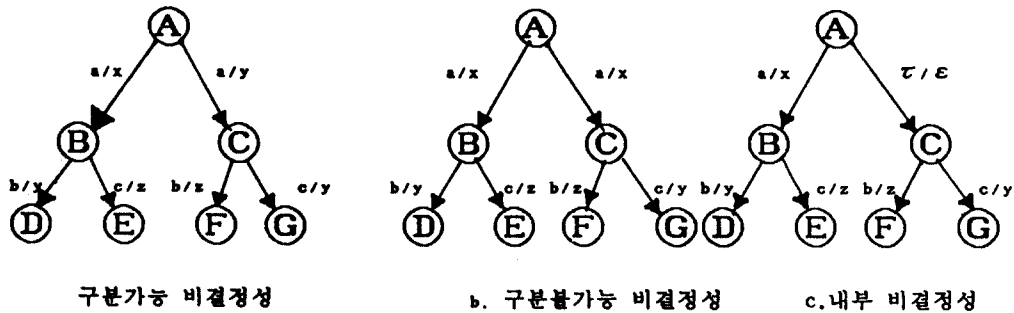 A A A
a/x a/y a/x a/x a/x τ/ε
B C B C B C
b/y c/z b/z c/y b/y c/z b/z c/y b/y c/z b/z c/y
D E F G D E F G D E F G
구분가능 비결정성 b. 구분불가능 비결정성 c.내부 비결정성